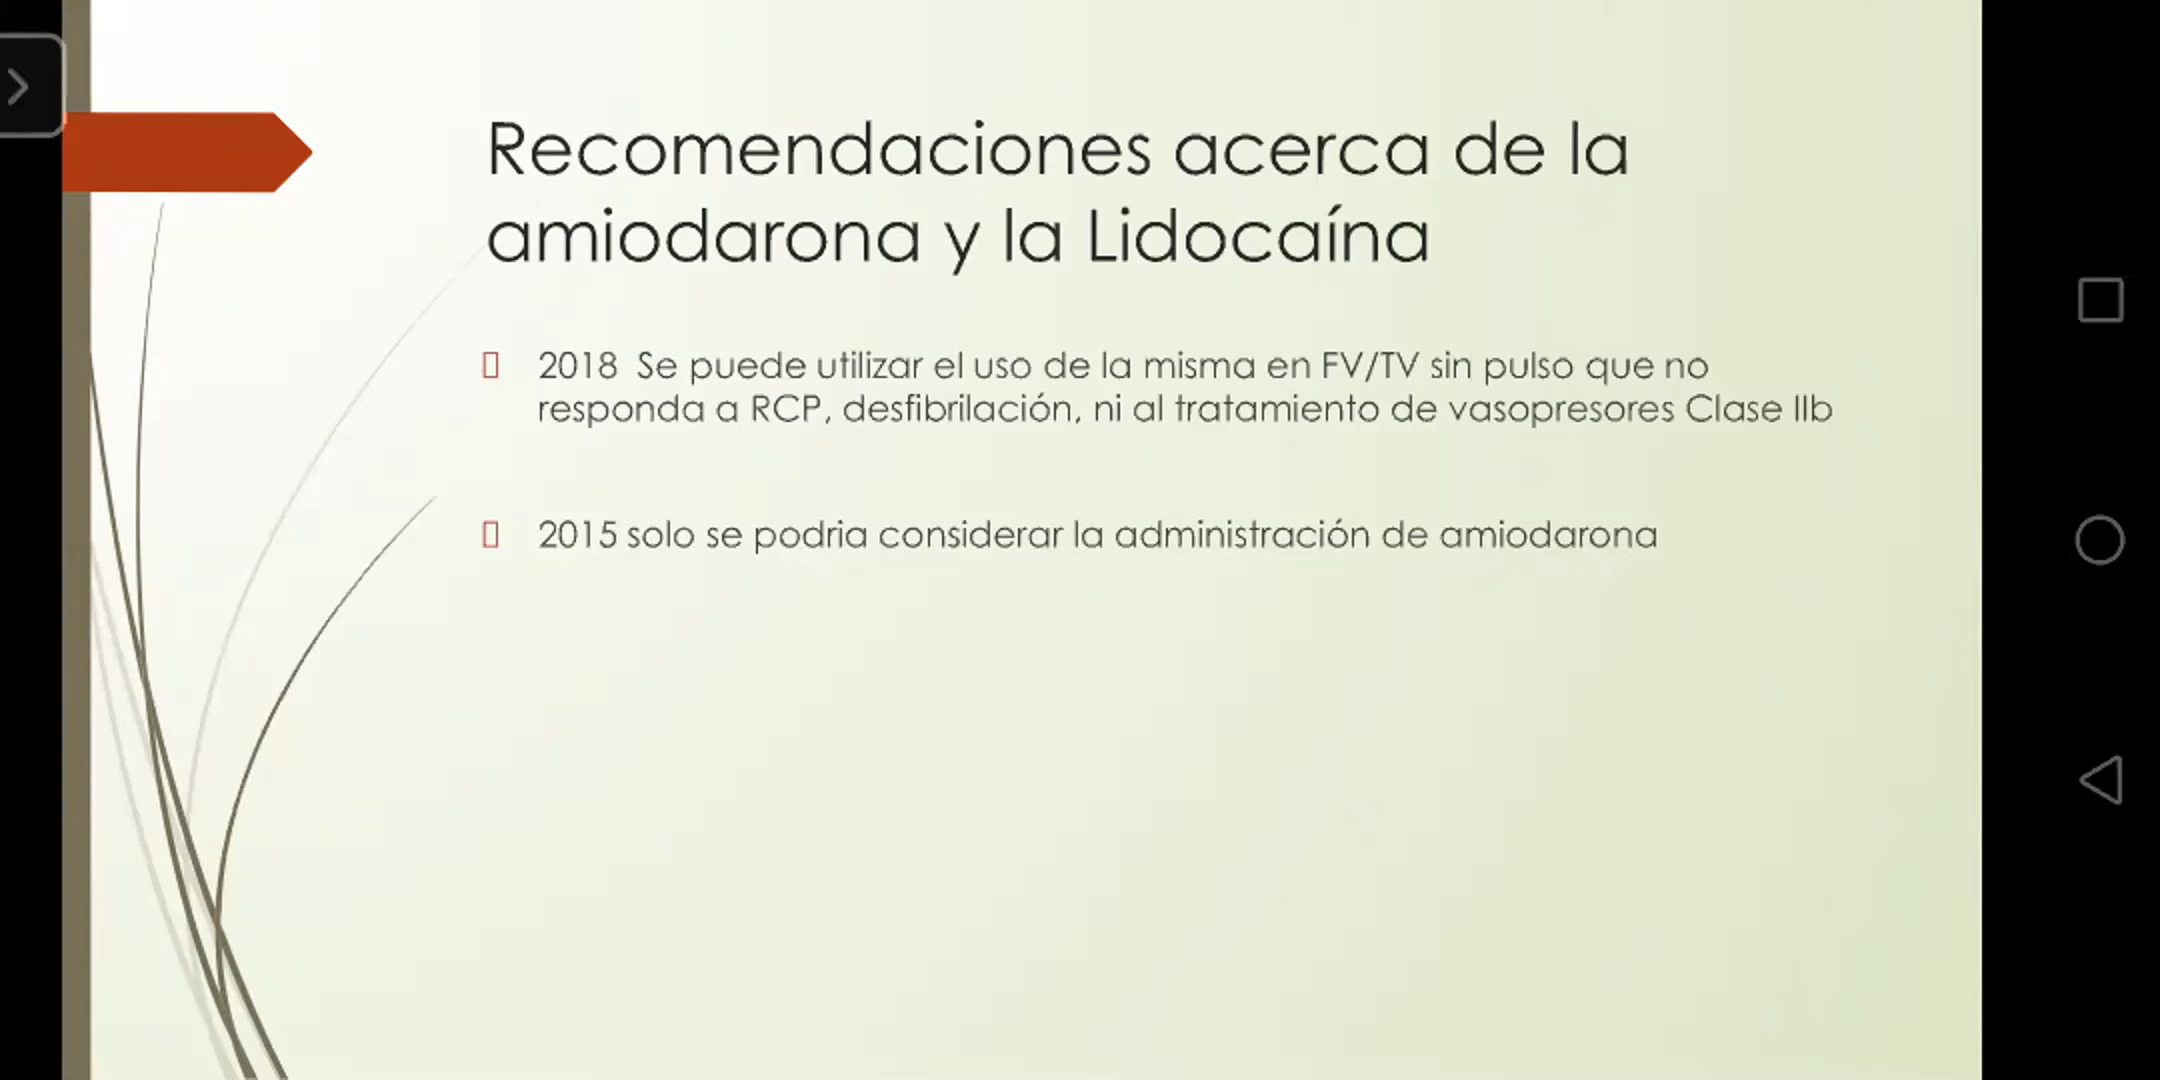 Recomendaciones acerca de la
amiodarona y la Lidocaína
2018  Se puede utilizar el uso de la misma en FV/TV sin pulso que no
responda a RCP, desfibrilación, ni al tratamiento de vasopresores Clase IIb
2015 solo se podria considerar la administración de amiodarona